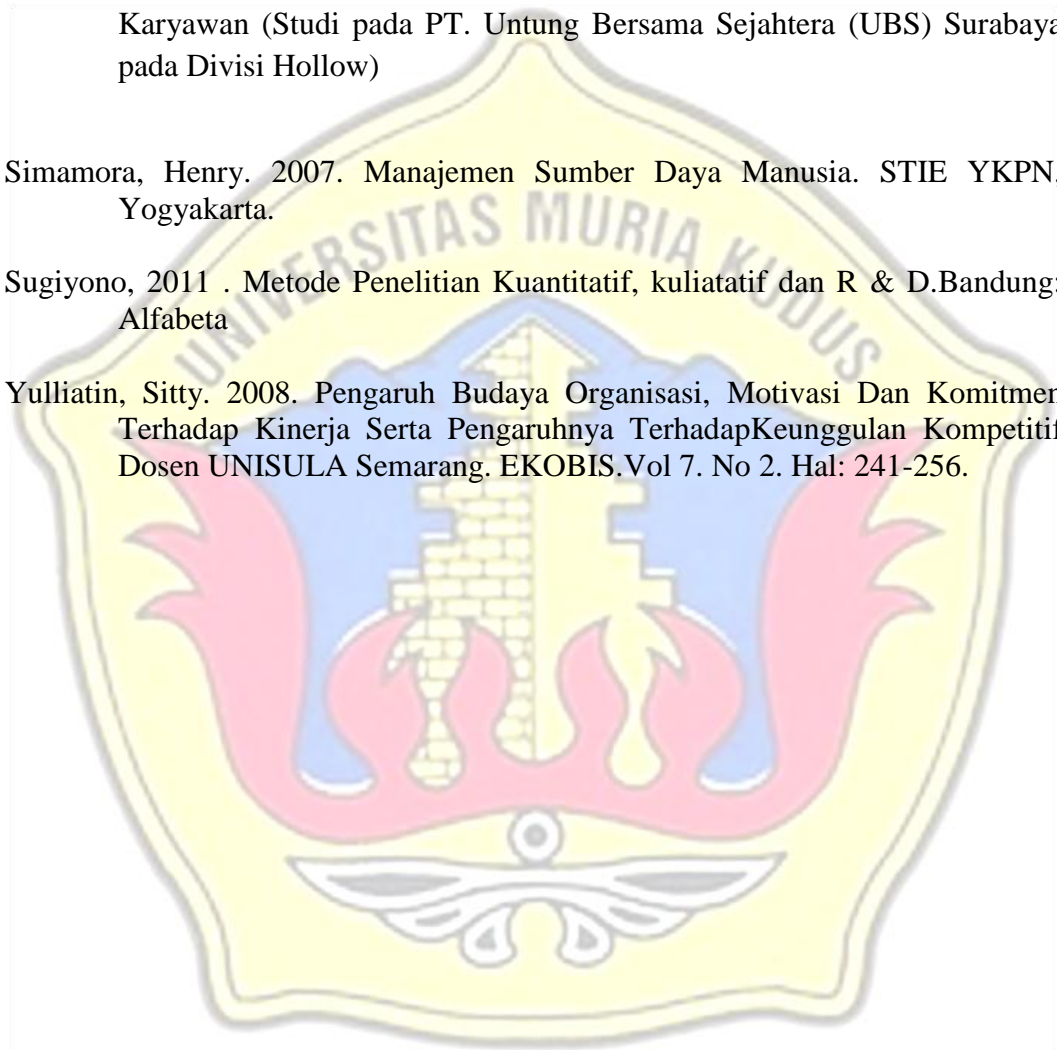 Karyawan (Studi pada PT. Untung Bersama Sejahtera (UBS) Surabaya
pada Divisi Hollow)
Simamora, Henry. 2007. Manajemen Sumber Daya Manusia. STIE YKPN.
Yogyakarta.
UNIVERSITAS MURIA KUDUS
Sugiyono, 2011 . Metode Penelitian Kuantitatif, kuliatatif dan R & D.Bandung:
Alfabeta
Yulliatin, Sitty. 2008. Pengaruh Budaya Organisasi, Motivasi Dan Komitmen
Terhadap Kinerja Serta Pengaruhnya TerhadapKeunggulan Kompetitif
Dosen UNISULA Semarang. EKOBIS.Vol 7. No 2. Hal: 241-256.